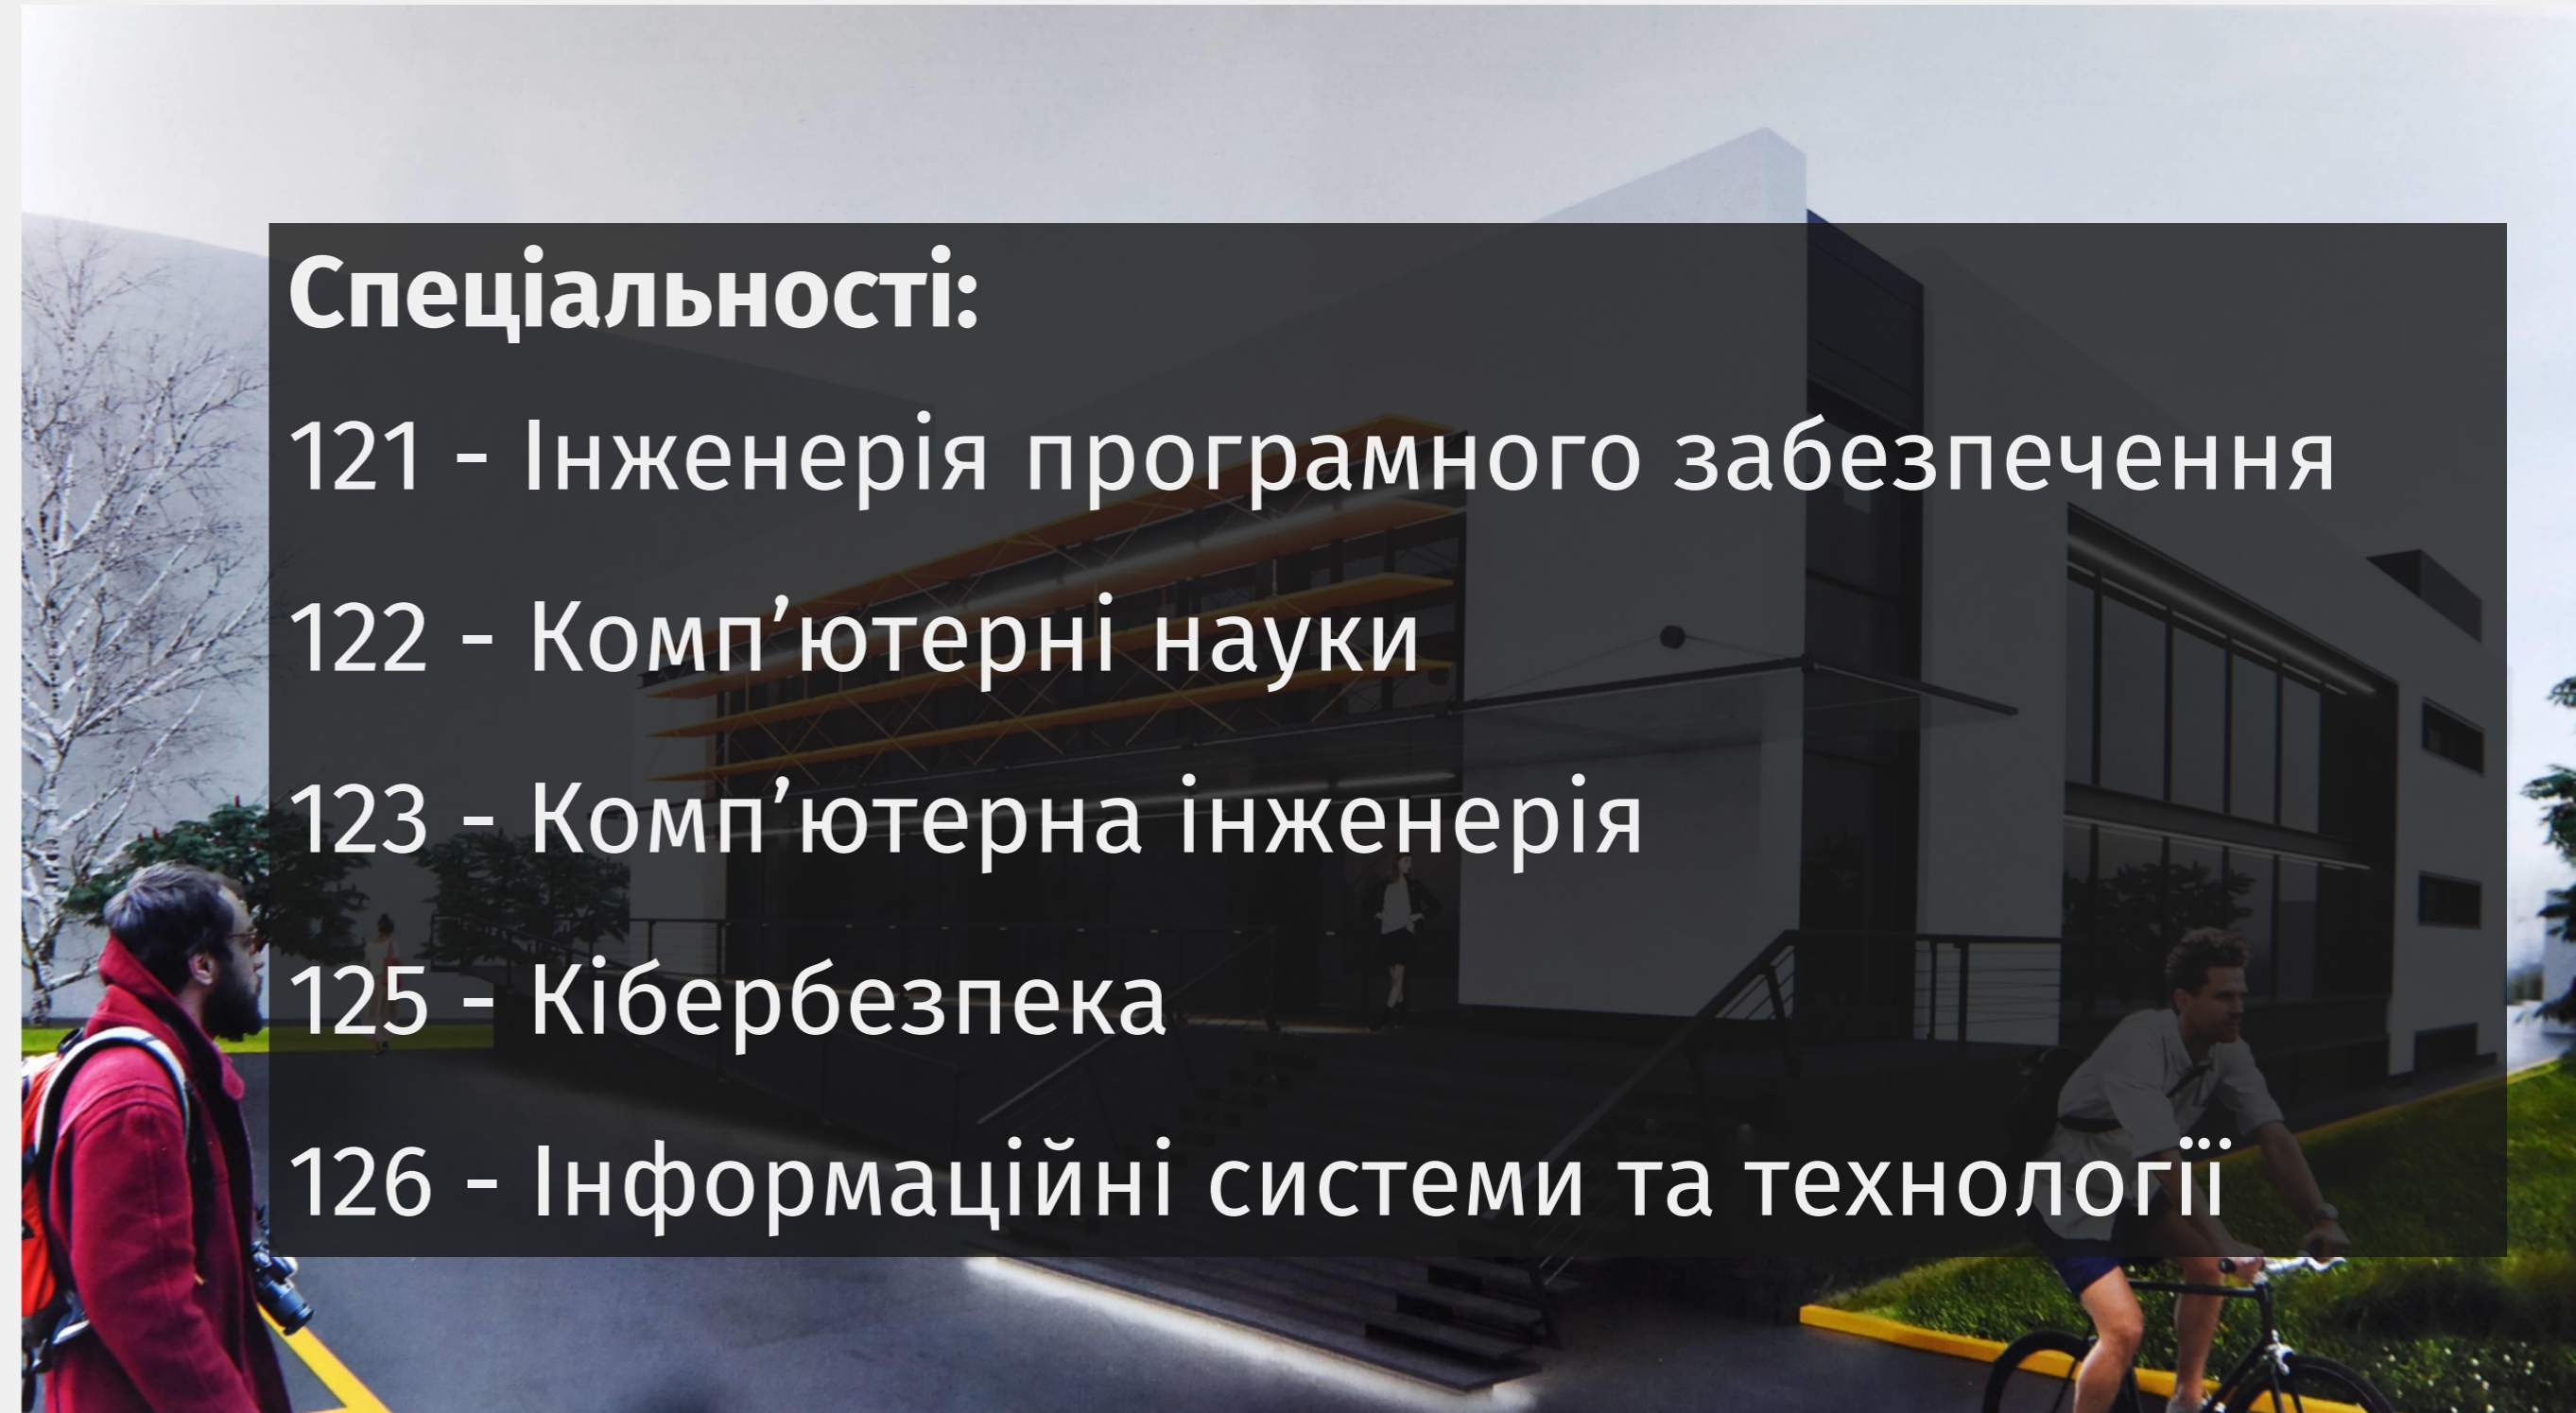 Спеціальності:
121 - Інженерія програмного забезпечення
122 - Комп’ютерні науки
123 - Комп’ютерна інженерія
125 - Кібербезпека
126 - Інформаційні системи та технології